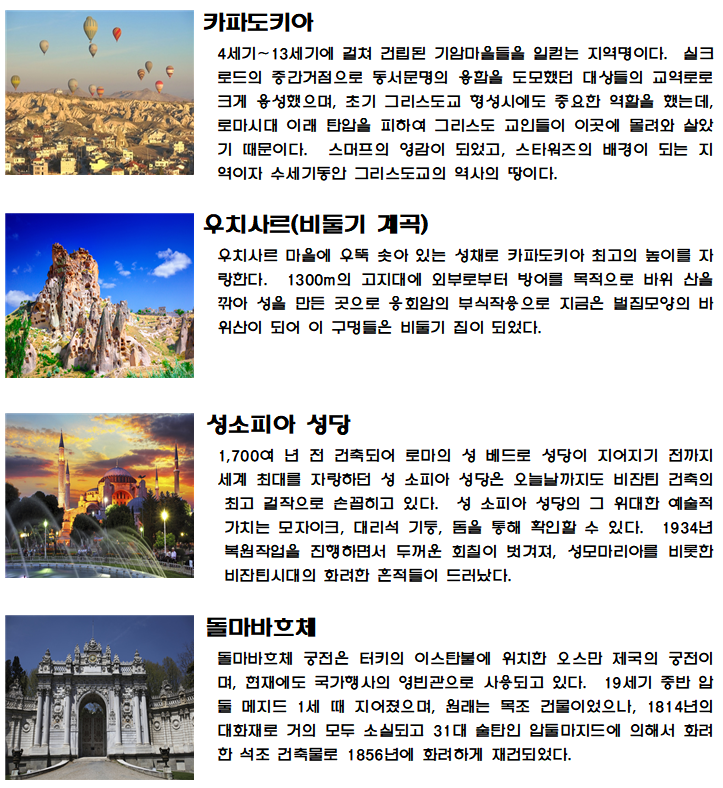 카파도키아
4세기~13세기에 걸쳐 건립된 기암마을들을 일컫는 지역명이다. 실크
로드의 중간거점으로 동서문명의 융합을 도모했던 대상들의 교역로로
크게 융성했으며, 초기 그리스도교 형성시에도 중요한 역활을 했는데,
로마시대 이래 탄압을 피하여 그리스도 교인들이 이곳에 몰려와 살았
기 때문이다. 스머프의 영감이 되었고, 스타워즈의 배경이 되는 지
역이자 수세기동안 그리스도교의 역사의 땅이다.
우치사르(비둘기 계곡)
우치사르 마을에 우뚝 솟아 있는 성채로 카파도키아 최고의 높이를 자
랑한다. 1300m의 고지대에 외부로부터 방어를 목적으로 바위 산을
깎아 성을 만든 곳으로 응회암의 부식작용으로 지금은 벌집모양의 바
위산이 되어 이 구멍들은 비둘기 집이 되었다.
성소피아 성당
1,700여 년 전 건축되어 로마의 성 베드로 성당이 지어지기 전까지
세계 최대를 자랑하던 성 소피아 성당은 오늘날까지도 비잔틴 건축의
최고 걸작으로 손꼽히고 있다. 성 소피아 성당의 그 위대한 예술적
가치는 모자이크, 대리석 기둥, 돔을 통해 확인할 수 있다. 1934년
복원작업을 진행하면서 두꺼운 회칠이 벗겨져, 성모마리아를 비롯한
비잔틴시대의 화려한 흔적들이 드러났다.
돌마바흐체
돌마바흐체 궁전은 터키의 이스탄불에 위치한 오스만 제국의 궁전이
며, 현재에도 국가행사의 영빈관으로 사용되고 있다. 19세기 중반 압
둘 메지드 1세 때 지어졌으며, 원래는 목조 건물이었으나, 1814년의
대화재로 거의 모두 소실되고 31대 술탄인 압둘마지드에 의해서 화려
한 석조 건축물로 1856년에 화려하게 재건되었다.